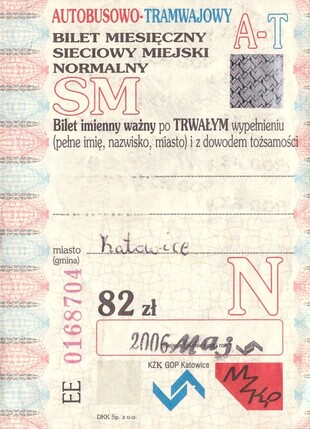 AUTOBUSOWO-TRAMWAJOWY
BILET MIESIĘCZNY A-T
SIECIOWY MIEJSKI
NORMALNY
SM
Bilet imienny ważny po TRWAŁYM wypełnieniu
(pełne imię, nazwisko, miasto) i z dowodem tożsamości
miasto Katowice
(gmina)
EE 0168704
82 zł N
2006 Maj
KZK GOP Katowice
MZKP
DKK Sp. z o.o.